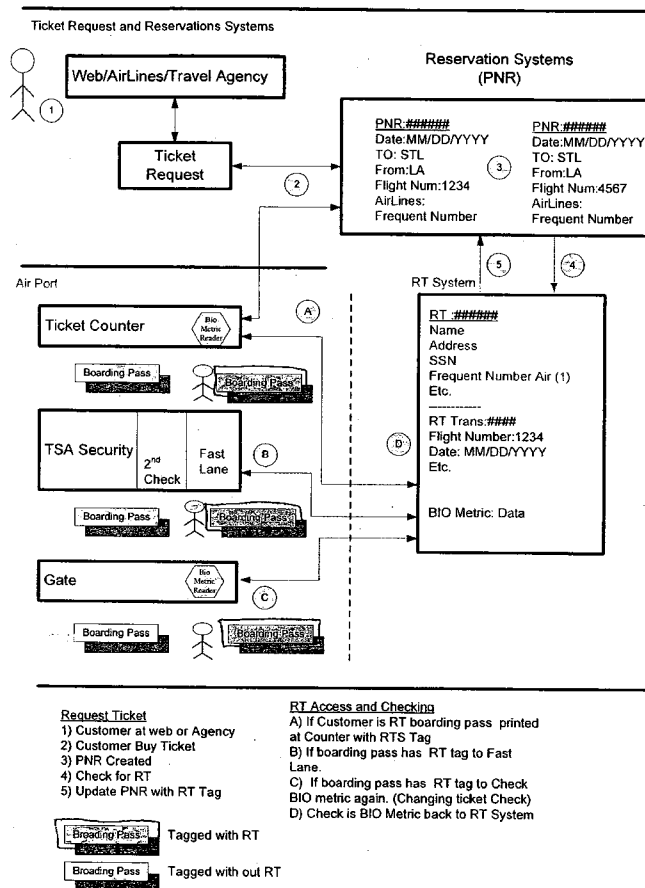 Ticket Request and Reservations Systems
Web/AirLines/Travel Agency
1
Ticket
Request
2
Reservation Systems
(PNR)
PNR:######
Date:MM/DD/YYYY
TO: STL
From:LA
Flight Num:1234
AirLines:
Frequent Number
3
PNR:######
Date:MM/DD/YYYY
TO: STL
From:LA
Flight Num:4567
AirLines:
Frequent Number
5
4
Air Port
RT System
A
Ticket Counter
Bio
Metric
Reader
Boarding Pass
Boarding Pass
TSA Security
2nd
Check
Fast
Lane
B
Boarding Pass
Boarding Pass
Gate
Bio
Metric
Reader
C
Boarding Pass
Boarding Pass
D
RT :######
Name
Address
SSN
Frequent Number Air (1)
Etc.
------------
RT Trans:####
Flight Number:1234
Date: MM/DD/YYYY
Etc.
BIO Metric: Data
Request Ticket
1) Customer at web or Agency
2) Customer Buy Ticket
3) PNR Created
4) Check for RT
5) Update PNR with RT Tag
Broading Pass
Tagged with RT
Broading Pass
Tagged with out RT
RT Access and Checking
A) If Customer is RT boarding pass printed
at Counter with RTS Tag
B) If boarding pass has RT tag to Fast
Lane.
C) If boarding pass has RT tag to Check
BIO metric again. (Changing ticket Check)
D) Check is BIO Metric back to RT System